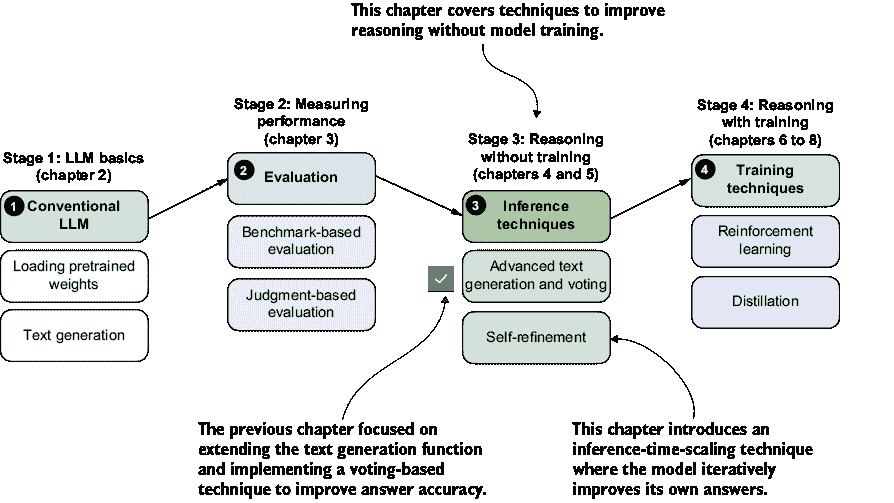 This chapter covers techniques to improve
reasoning without model training.
Stage 1: LLM basics
(chapter 2)
1 Conventional
LLM
Loading pretrained
weights
Text generation
Stage 2: Measuring
performance
(chapter 3)
2 Evaluation
Benchmark-based
evaluation
Judgment-based
evaluation
Stage 3: Reasoning
without training
(chapters 4 and 5)
3 Inference
techniques
Advanced text
generation and voting
Self-refinement
Stage 4: Reasoning
with training
(chapters 6 to 8)
4 Training
techniques
Reinforcement
learning
Distillation
The previous chapter focused on
extending the text generation function
and implementing a voting-based
technique to improve answer accuracy.
This chapter introduces an
inference-time-scaling technique
where the model iteratively
improves its own answers.